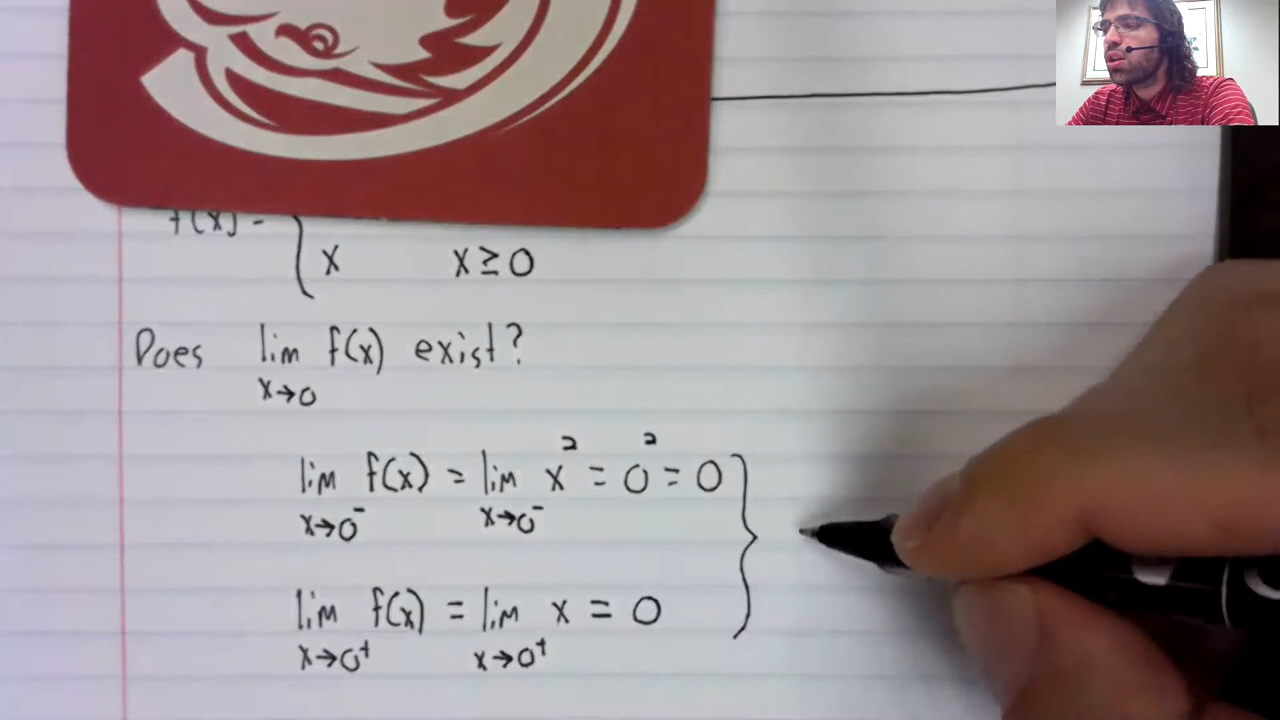 f(x) =
x x ≥ 0
Does lim f(x) exist?
x→0
lim f(x) = lim x² = 0² = 0
x→0⁻ x→0⁻
lim f(x) = lim x = 0
x→0⁺ x→0⁺